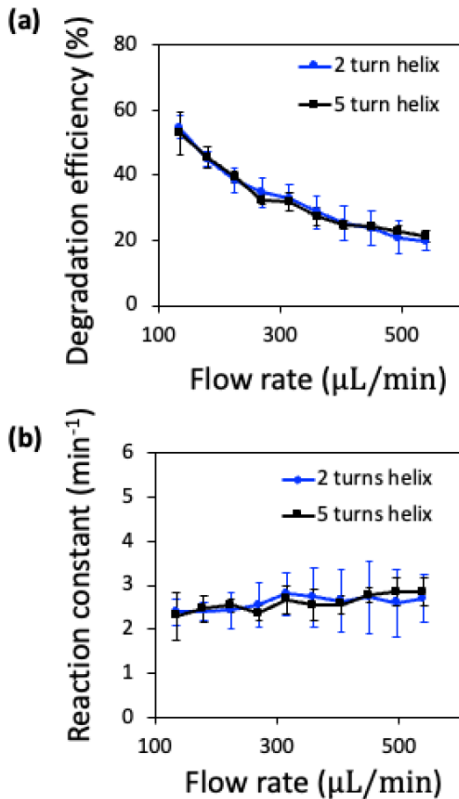 (a)
Degradation efficiency (%)
80
60
40
20
0
2 turn helix
5 turn helix
100
300
500
Flow rate (μL/min)
(b)
Reaction constant (min⁻¹)
6
5
4
3
2
1
0
2 turns helix
5 turns helix
100
300
500
Flow rate (μL/min)